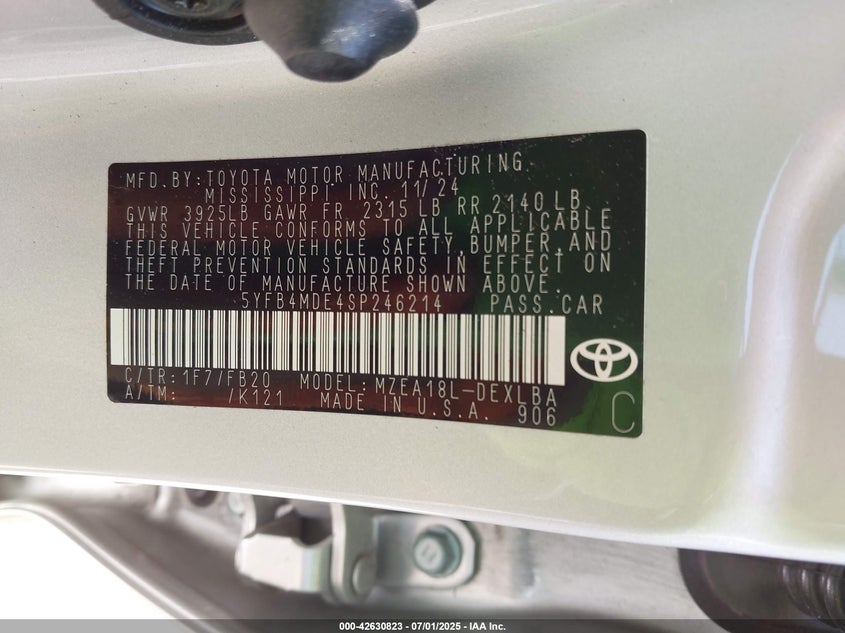 MFD.BY:TOYOTA MOTOR MANUFACTURING
MISSISSIPPI INC. 11/24
GVWR 3925LB GAWR FR 2315 LB RR 2140 LB
THIS VEHICLE CONFORMS TO ALL APPLICABLE
FEDERAL MOTOR VEHICLE SAFETY,BUMPER,AND
THEFT PREVENTION STANDARDS IN EFFECT ON
THE DATE OF MANUFACTURE SHOWN ABOVE.
5YFB4MDE4SP246214 PASS.CAR
C/TR:1F7/FB20 MODEL:MZEA18L-DEXLBA
A/TM: /K121 MADE IN U.S.A. 906
C
000-42630823 - 07/01/2025 - IAA Inc.